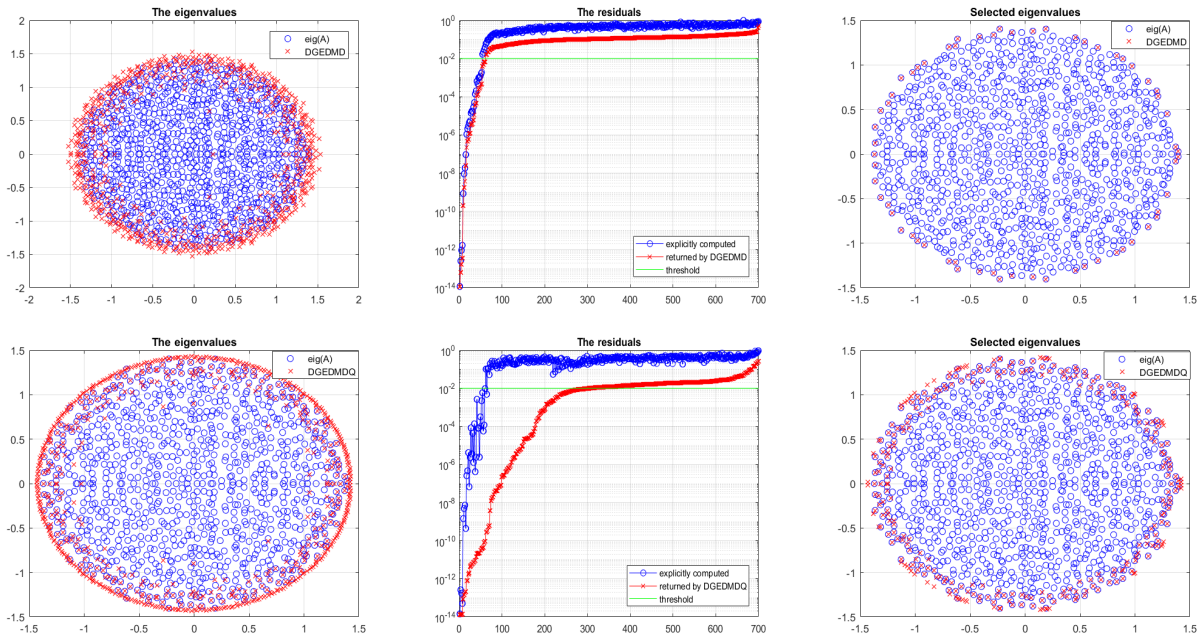 The eigenvalues
eig(A)
DGEDMD
2
1.5
1
0.5
0
-0.5
-1
-1.5
-2
-2 -1.5 -1 -0.5 0 0.5 1 1.5 2
The residuals
10^0
10^-2
10^-4
10^-6
10^-8
10^-10
10^-12
10^-14
explicitly computed
returned by DGEDMD
threshold
0 100 200 300 400 500 600 700
Selected eigenvalues
eig(A)
DGEDMD
1.5
1
0.5
0
-0.5
-1
-1.5
-1.5 -1 -0.5 0 0.5 1 1.5
The eigenvalues
eig(A)
DGEDMDQ
1.5
1
0.5
0
-0.5
-1
-1.5
-1.5 -1 -0.5 0 0.5 1 1.5
The residuals
10^0
10^-2
10^-4
10^-6
10^-8
10^-10
10^-12
10^-14
explicitly computed
returned by DGEDMDQ
threshold
0 100 200 300 400 500 600 700
Selected eigenvalues
eig(A)
DGEDMDQ
1.5
1
0.5
0
-0.5
-1
-1.5
-1.5 -1 -0.5 0 0.5 1 1.5